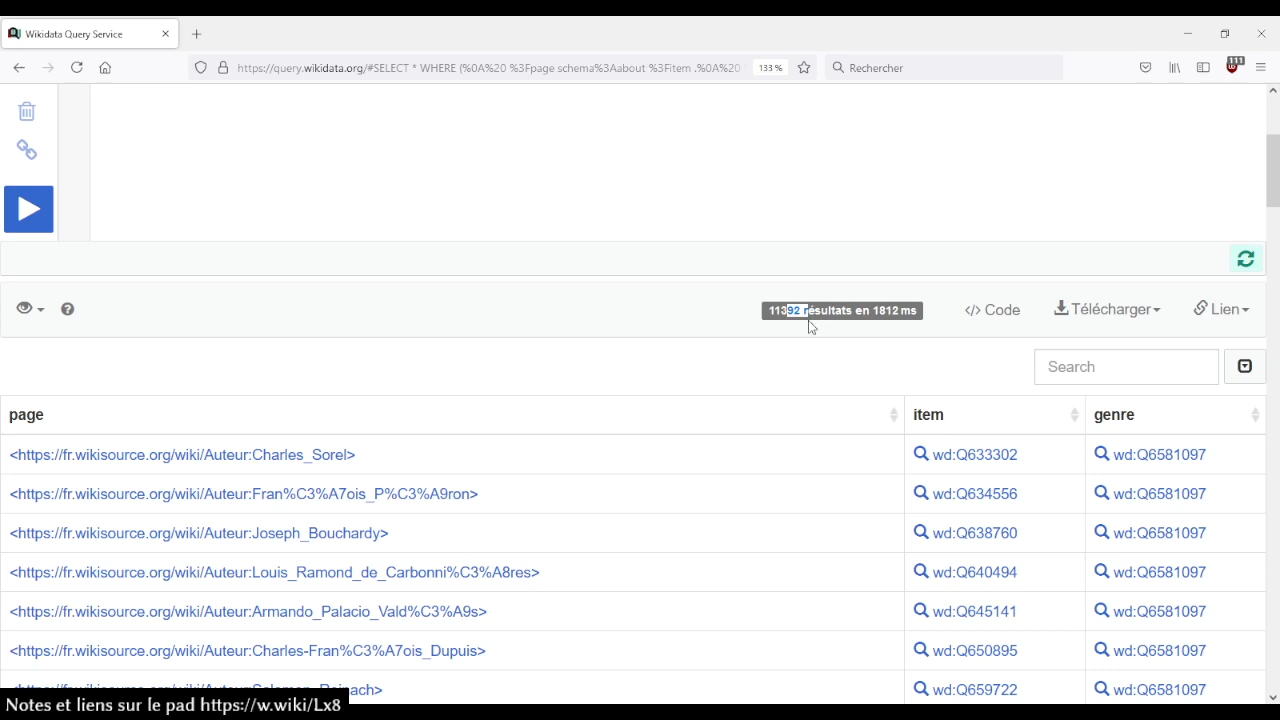 Wikidata Query Service
https://query.wikidata.org/#SELECT * WHERE {%0A%20 %3Fpage schema%3Aabout %3Fitem .%0A%20
133 %
Rechercher
111
11392 résultats en 1812 ms
</> Code
Télécharger
Lien
Search
page item genre
<https://fr.wikisource.org/wiki/Auteur:Charles_Sorel> wd:Q633302 wd:Q6581097
<https://fr.wikisource.org/wiki/Auteur:Fran%C3%A7ois_P%C3%A9ron> wd:Q634556 wd:Q6581097
<https://fr.wikisource.org/wiki/Auteur:Joseph_Bouchardy> wd:Q638760 wd:Q6581097
<https://fr.wikisource.org/wiki/Auteur:Louis_Ramond_de_Carbonni%C3%A8res> wd:Q640494 wd:Q6581097
<https://fr.wikisource.org/wiki/Auteur:Armando_Palacio_Vald%C3%A9s> wd:Q645141 wd:Q6581097
<https://fr.wikisource.org/wiki/Auteur:Charles-Fran%C3%A7ois_Dupuis> wd:Q650895 wd:Q6581097
ach> wd:Q659722 wd:Q6581097
Notes et liens sur le pad https://w.wiki/Lx8